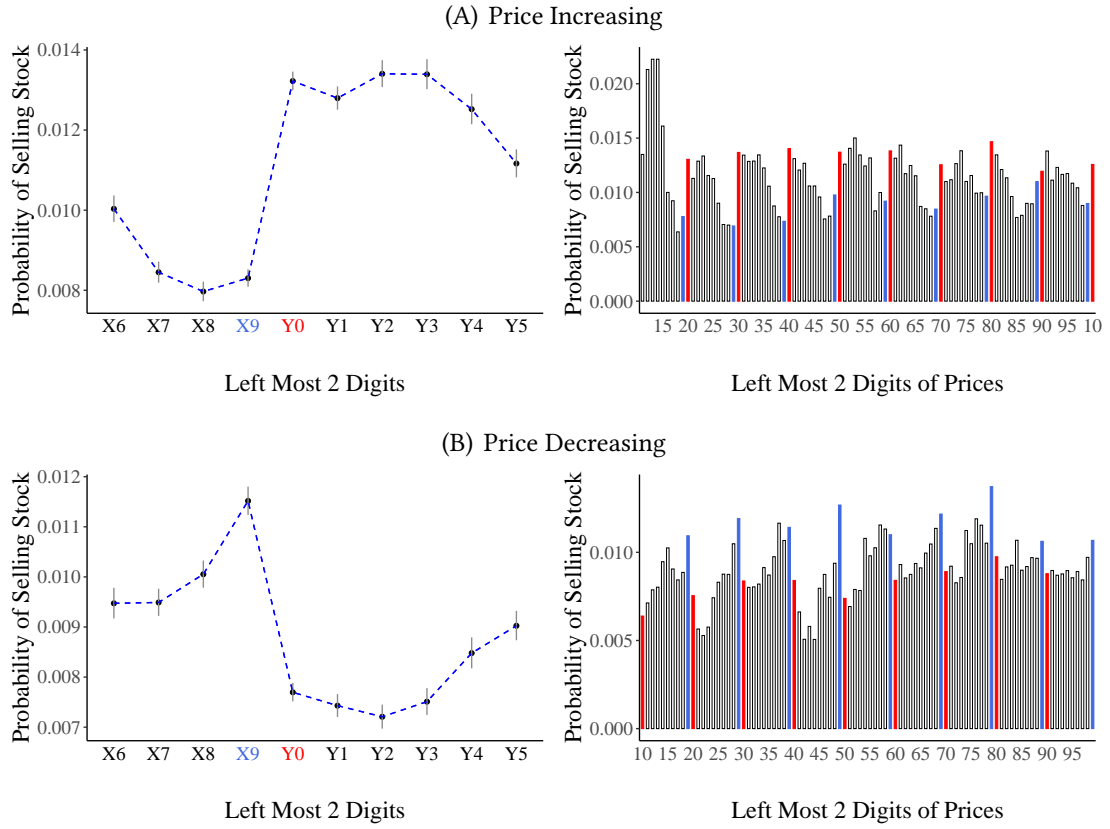 (A) Price Increasing
Probability of Selling Stock
0.014
0.012
0.010
0.008
X6 X7 X8 X9 Y0 Y1 Y2 Y3 Y4 Y5
Left Most 2 Digits
Probability of Selling Stock
0.020
0.015
0.010
0.005
0.000
15 20 25 30 35 40 45 50 55 60 65 70 75 80 85 90 95 10
Left Most 2 Digits of Prices
(B) Price Decreasing
Probability of Selling Stock
0.012
0.011
0.010
0.009
0.008
0.007
X6 X7 X8 X9 Y0 Y1 Y2 Y3 Y4 Y5
Left Most 2 Digits
Probability of Selling Stock
0.010
0.005
0.000
10 15 20 25 30 35 40 45 50 55 60 65 70 75 80 85 90 95
Left Most 2 Digits of Prices